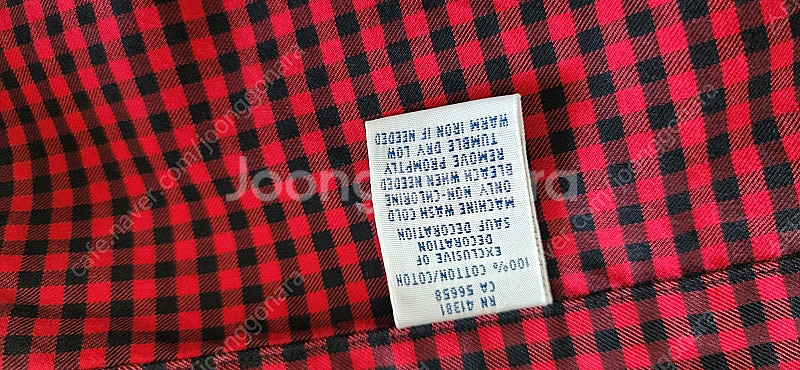 RN 41381
CA 56658
100% COTTON/COTON
EXCLUSIVE OF
DECORATION
SAUF DECORATION
MACHINE WASH COLD
ONLY NON-CHLORINE
BLEACH WHEN NEEDED
REMOVE PROMPTLY
TUMBLE DRY LOW
WARM IRON IF NEEDED
Joonggonara
cafe.naver.com/joonggonara